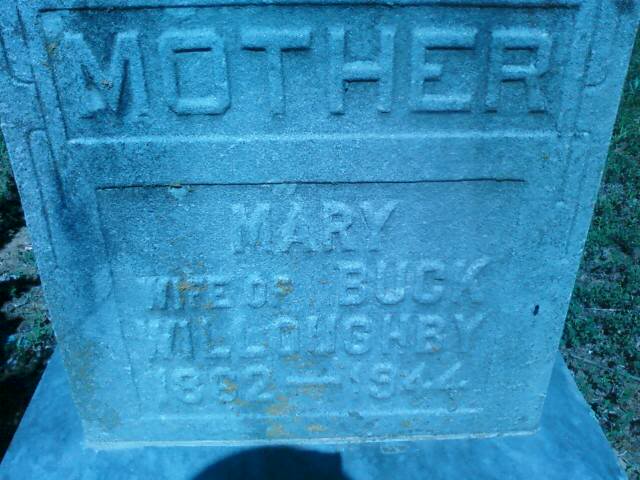 MOTHER
MARY
WIFE OF BUCK
WILLOUGHBY
1862 — 1944